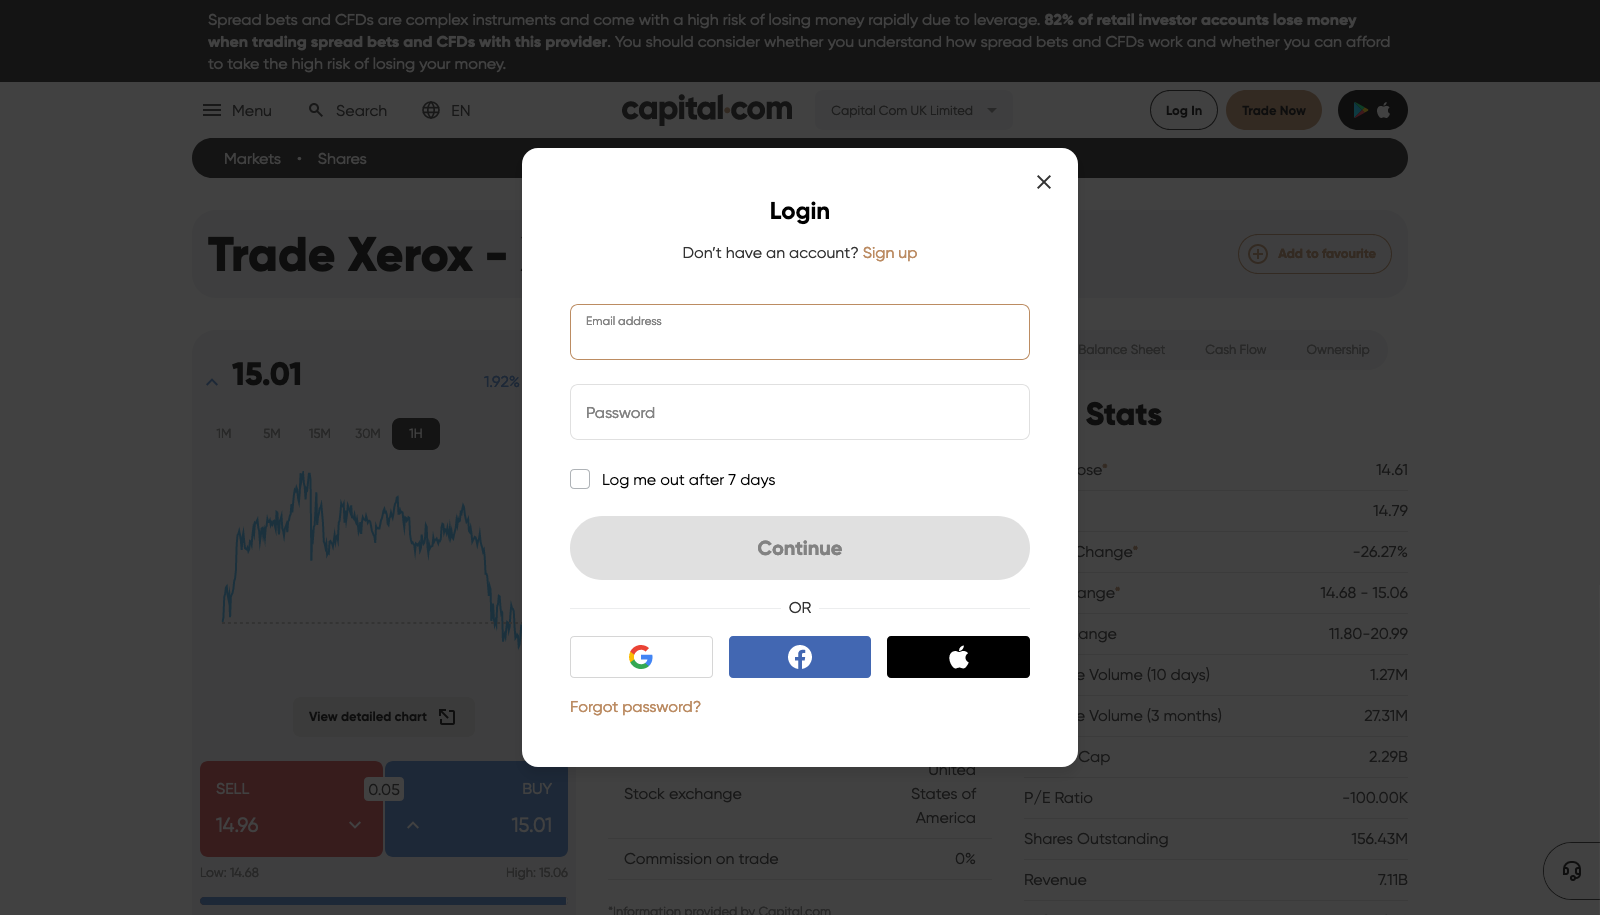 Spread bets and CFDs are complex instruments and come with a high risk of losing money rapidly due to leverage. 82% of retail investor accounts lose money
when trading spread bets and CFDs with this provider. You should consider whether you understand how spread bets and CFDs work and whether you can afford
to take the high risk of losing your money.
Menu
Search
EN
capital.com
Capital Com UK Limited
Log In
Trade Now
Markets • Shares
Trade Xerox -
Add to favourite
Login
Don't have an account? Sign up
Email address
Password
Log me out after 7 days
Continue
OR
Forgot password?
15.01
1.92%
1M
5M
15M
30M
1H
View detailed chart
SELL
14.96
0.05
BUY
15.01
Low: 14.68
High: 15.06
United
Stock exchange
States of
America
Commission on trade
0%
*Information provided by Capital.com
Balance Sheet
Cash Flow
Ownership
Stats
14.61
14.79
Change*
-26.27%
14.68 - 15.06
11.80-20.99
Volume (10 days)
1.27M
Volume (3 months)
27.31M
Cap
2.29B
P/E Ratio
-100.00K
Shares Outstanding
156.43M
Revenue
7.11B